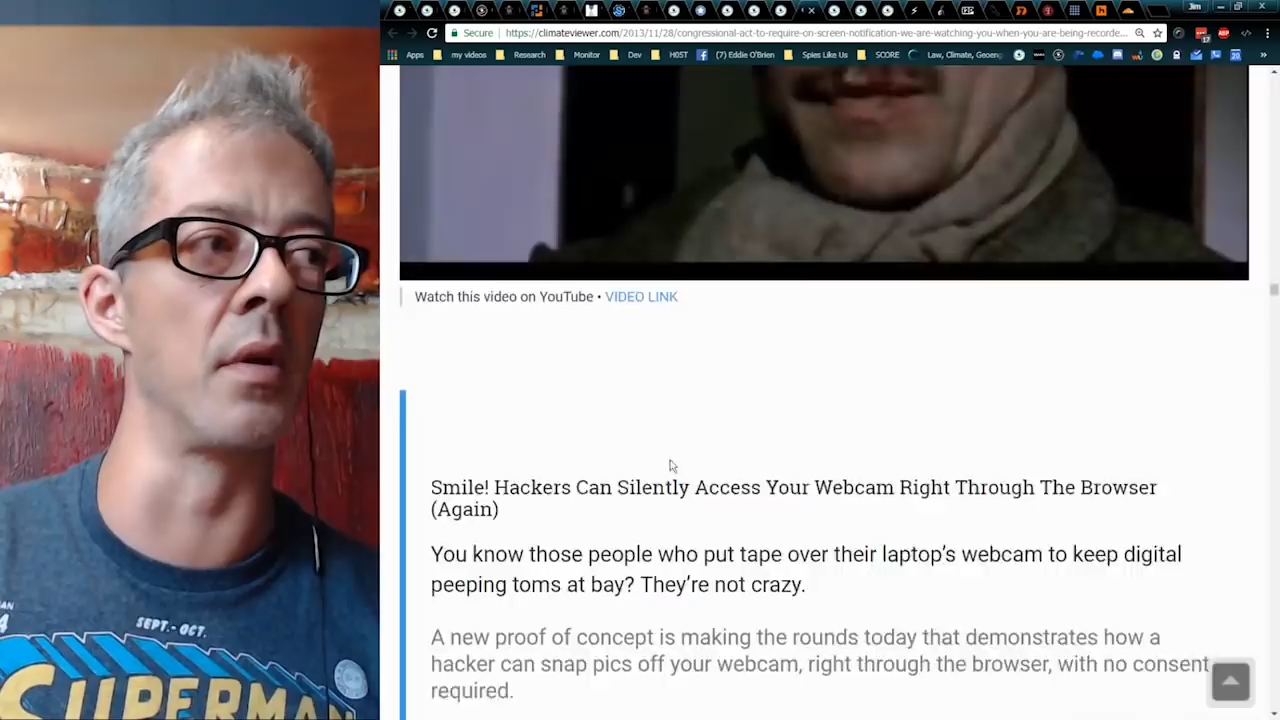 Jim
Secure
https://climateviewer.com/2013/11/28/congressional-act-to-require-on-screen-notification-we-are-watching-you-when-you-are-being-recorde...
Apps my videos Research Monitor Dev H0ST (7) Eddie O'Brien Spies Like Us SCORE Law, Climate, Geoeng
Watch this video on YouTube • VIDEO LINK
Smile! Hackers Can Silently Access Your Webcam Right Through The Browser
(Again)
You know those people who put tape over their laptop's webcam to keep digital
peeping toms at bay? They're not crazy.
A new proof of concept is making the rounds today that demonstrates how a
hacker can snap pics off your webcam, right through the browser, with no consent
required.
SEPT.-OCT.
SUPERMAN